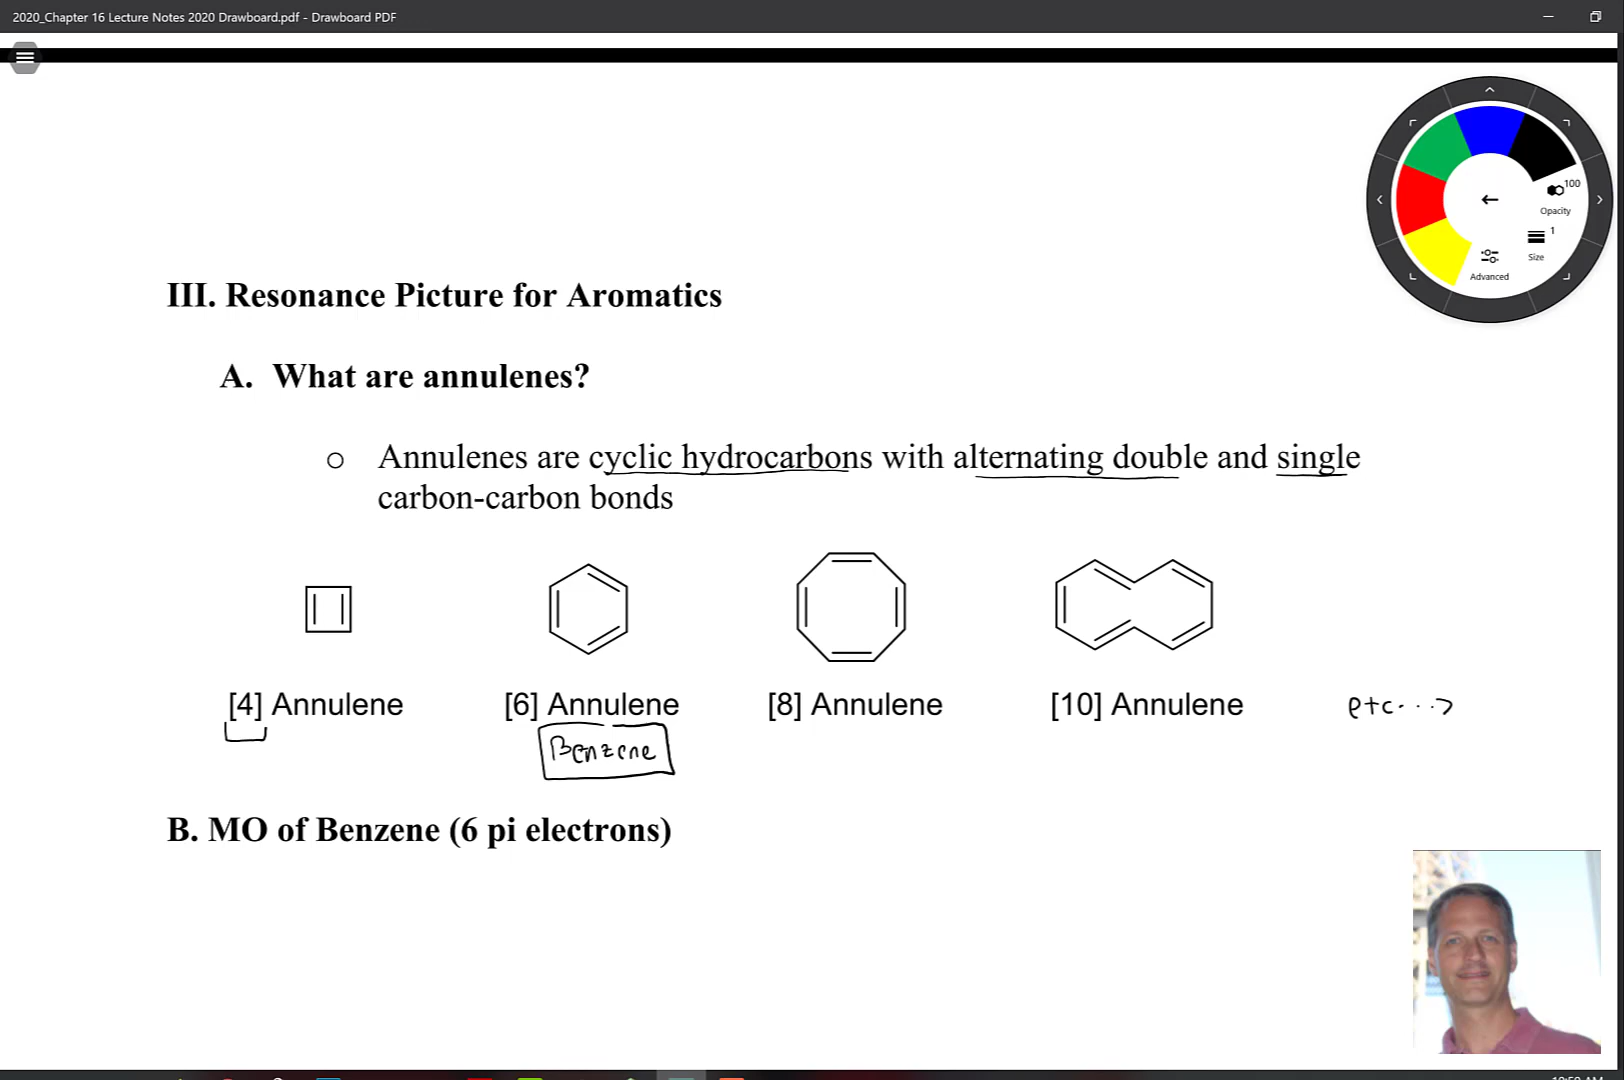 2020_Chapter 16 Lecture Notes 2020 Drawboard.pdf - Drawboard PDF
100
Opacity
1
Size
Advanced
III. Resonance Picture for Aromatics
A. What are annulenes?
o Annulenes are cyclic hydrocarbons with alternating double and single
carbon-carbon bonds
[4] Annulene [6] Annulene [8] Annulene [10] Annulene etc...
Benzene
B. MO of Benzene (6 pi electrons)